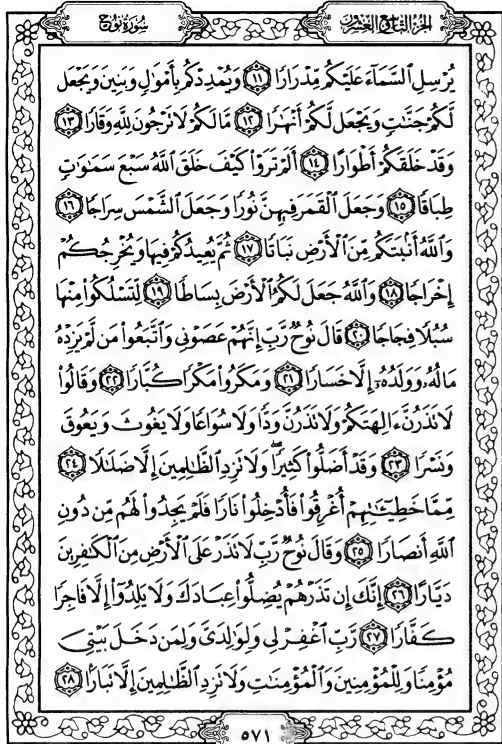 الجزء التاسع والعشرون
سورة نوح
يُرْسِلِ ٱلسَّمَآءَ عَلَيْكُم مِّدْرَارًا ١١ وَيُمْدِدْكُم بِأَمْوَٰلٍ وَبَنِينَ وَيَجْعَل
لَّكُمْ جَنَّٰتٍ وَيَجْعَل لَّكُمْ أَنْهَٰرًا ١٢ مَّا لَكُمْ لَا تَرْجُونَ لِلَّهِ وَقَارًا ١٣
وَقَدْ خَلَقَكُمْ أَطْوَارًا ١٤ أَلَمْ تَرَوْا۟ كَيْفَ خَلَقَ ٱللَّهُ سَبْعَ سَمَٰوَٰتٍ
طِبَاقًا ١٥ وَجَعَلَ ٱلْقَمَرَ فِيهِنَّ نُورًا وَجَعَلَ ٱلشَّمْسَ سِرَاجًا ١٦
وَٱللَّهُ أَنۢبَتَكُم مِّنَ ٱلْأَرْضِ نَبَاتًا ١٧ ثُمَّ يُعِيدُكُمْ فِيهَا وَيُخْرِجُكُمْ
إِخْرَاجًا ١٨ وَٱللَّهُ جَعَلَ لَكُمُ ٱلْأَرْضَ بِسَاطًا ١٩ لِّتَسْلُكُوا۟ مِنْهَا
سُبُلًا فِجَاجًا ٢٠ قَالَ نُوحٌ رَّبِّ إِنَّهُمْ عَصَوْنِى وَٱتَّبَعُوا۟ مَن لَّمْ يَزِدْهُ
مَالُهُۥ وَوَلَدُهُۥٓ إِلَّا خَسَارًا ٢١ وَمَكَرُوا۟ مَكْرًا كُبَّارًا ٢٢ وَقَالُوا۟
لَا تَذَرُنَّ ءَالِهَتَكُمْ وَلَا تَذَرُنَّ وَدًّا وَلَا سُوَاعًا وَلَا يَغُوثَ وَيَعُوقَ
وَنَسْرًا ٢٣ وَقَدْ أَضَلُّوا۟ كَثِيرًا ۖ وَلَا تَزِدِ ٱلظَّٰلِمِينَ إِلَّا ضَلَٰلًا ٢٤
مِّمَّا خَطِيٓـَٰٔتِهِمْ أُغْرِقُوا۟ فَأُدْخِلُوا۟ نَارًا فَلَمْ يَجِدُوا۟ لَهُم مِّن دُونِ
ٱللَّهِ أَنصَارًا ٢٥ وَقَالَ نُوحٌ رَّبِّ لَا تَذَرْ عَلَى ٱلْأَرْضِ مِنَ ٱلْكَٰفِرِينَ
دَيَّارًا ٢٦ إِنَّكَ إِن تَذَرْهُمْ يُضِلُّوا۟ عِبَادَكَ وَلَا يَلِدُوٓا۟ إِلَّا فَاجِرًا
كَفَّارًا ٢٧ رَّبِّ ٱغْفِرْ لِى وَلِوَٰلِدَىَّ وَلِمَن دَخَلَ بَيْتِىَ
مُؤْمِنًا وَلِلْمُؤْمِنِينَ وَٱلْمُؤْمِنَٰتِ وَلَا تَزِدِ ٱلظَّٰلِمِينَ إِلَّا تَبَارًۢا ٢٨
٥٧١